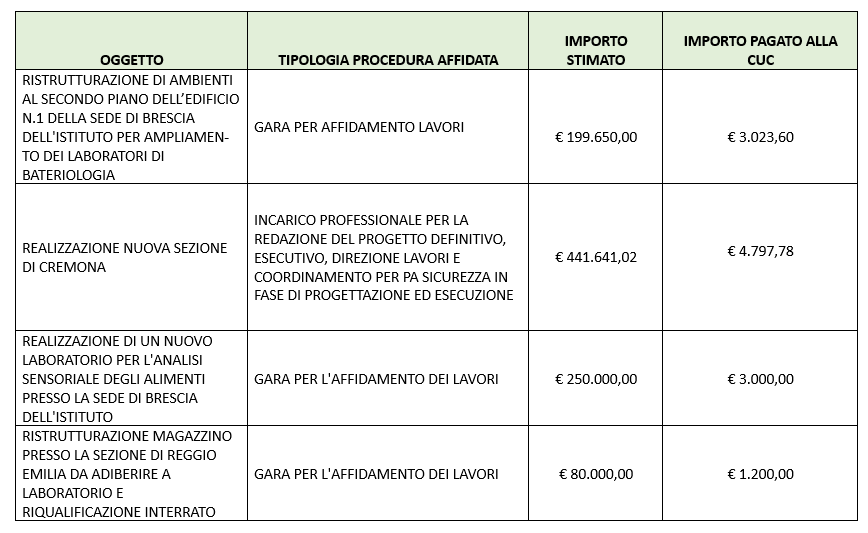 OGGETTO
TIPOLOGIA PROCEDURA AFFIDATA
IMPORTO
STIMATO
IMPORTO PAGATO ALLA
CUC
RISTRUTTURAZIONE DI AMBIENTI
AL SECONDO PIANO DELL’EDIFICIO
N.1 DELLA SEDE DI BRESCIA
DELL'ISTITUTO PER AMPLIAMEN-
TO DEI LABORATORI DI
BATERIOLOGIA
GARA PER AFFIDAMENTO LAVORI
€ 199.650,00
€ 3.023,60
REALIZZAZIONE NUOVA SEZIONE
DI CREMONA
INCARICO PROFESSIONALE PER LA
REDAZIONE DEL PROGETTO DEFINITIVO,
ESECUTIVO, DIREZIONE LAVORI E
COORDINAMENTO PER PA SICUREZZA IN
FASE DI PROGETTAZIONE ED ESECUZIONE
€ 441.641,02
€ 4.797,78
REALIZZAZIONE DI UN NUOVO
LABORATORIO PER L'ANALISI
SENSORIALE DEGLI ALIMENTI
PRESSO LA SEDE DI BRESCIA
DELL'ISTITUTO
GARA PER L'AFFIDAMENTO DEI LAVORI
€ 250.000,00
€ 3.000,00
RISTRUTTURAZIONE MAGAZZINO
PRESSO LA SEZIONE DI REGGIO
EMILIA DA ADIBERIRE A
LABORATORIO E
RIQUALIFICAZIONE INTERRATO
GARA PER L'AFFIDAMENTO DEI LAVORI
€ 80.000,00
€ 1.200,00